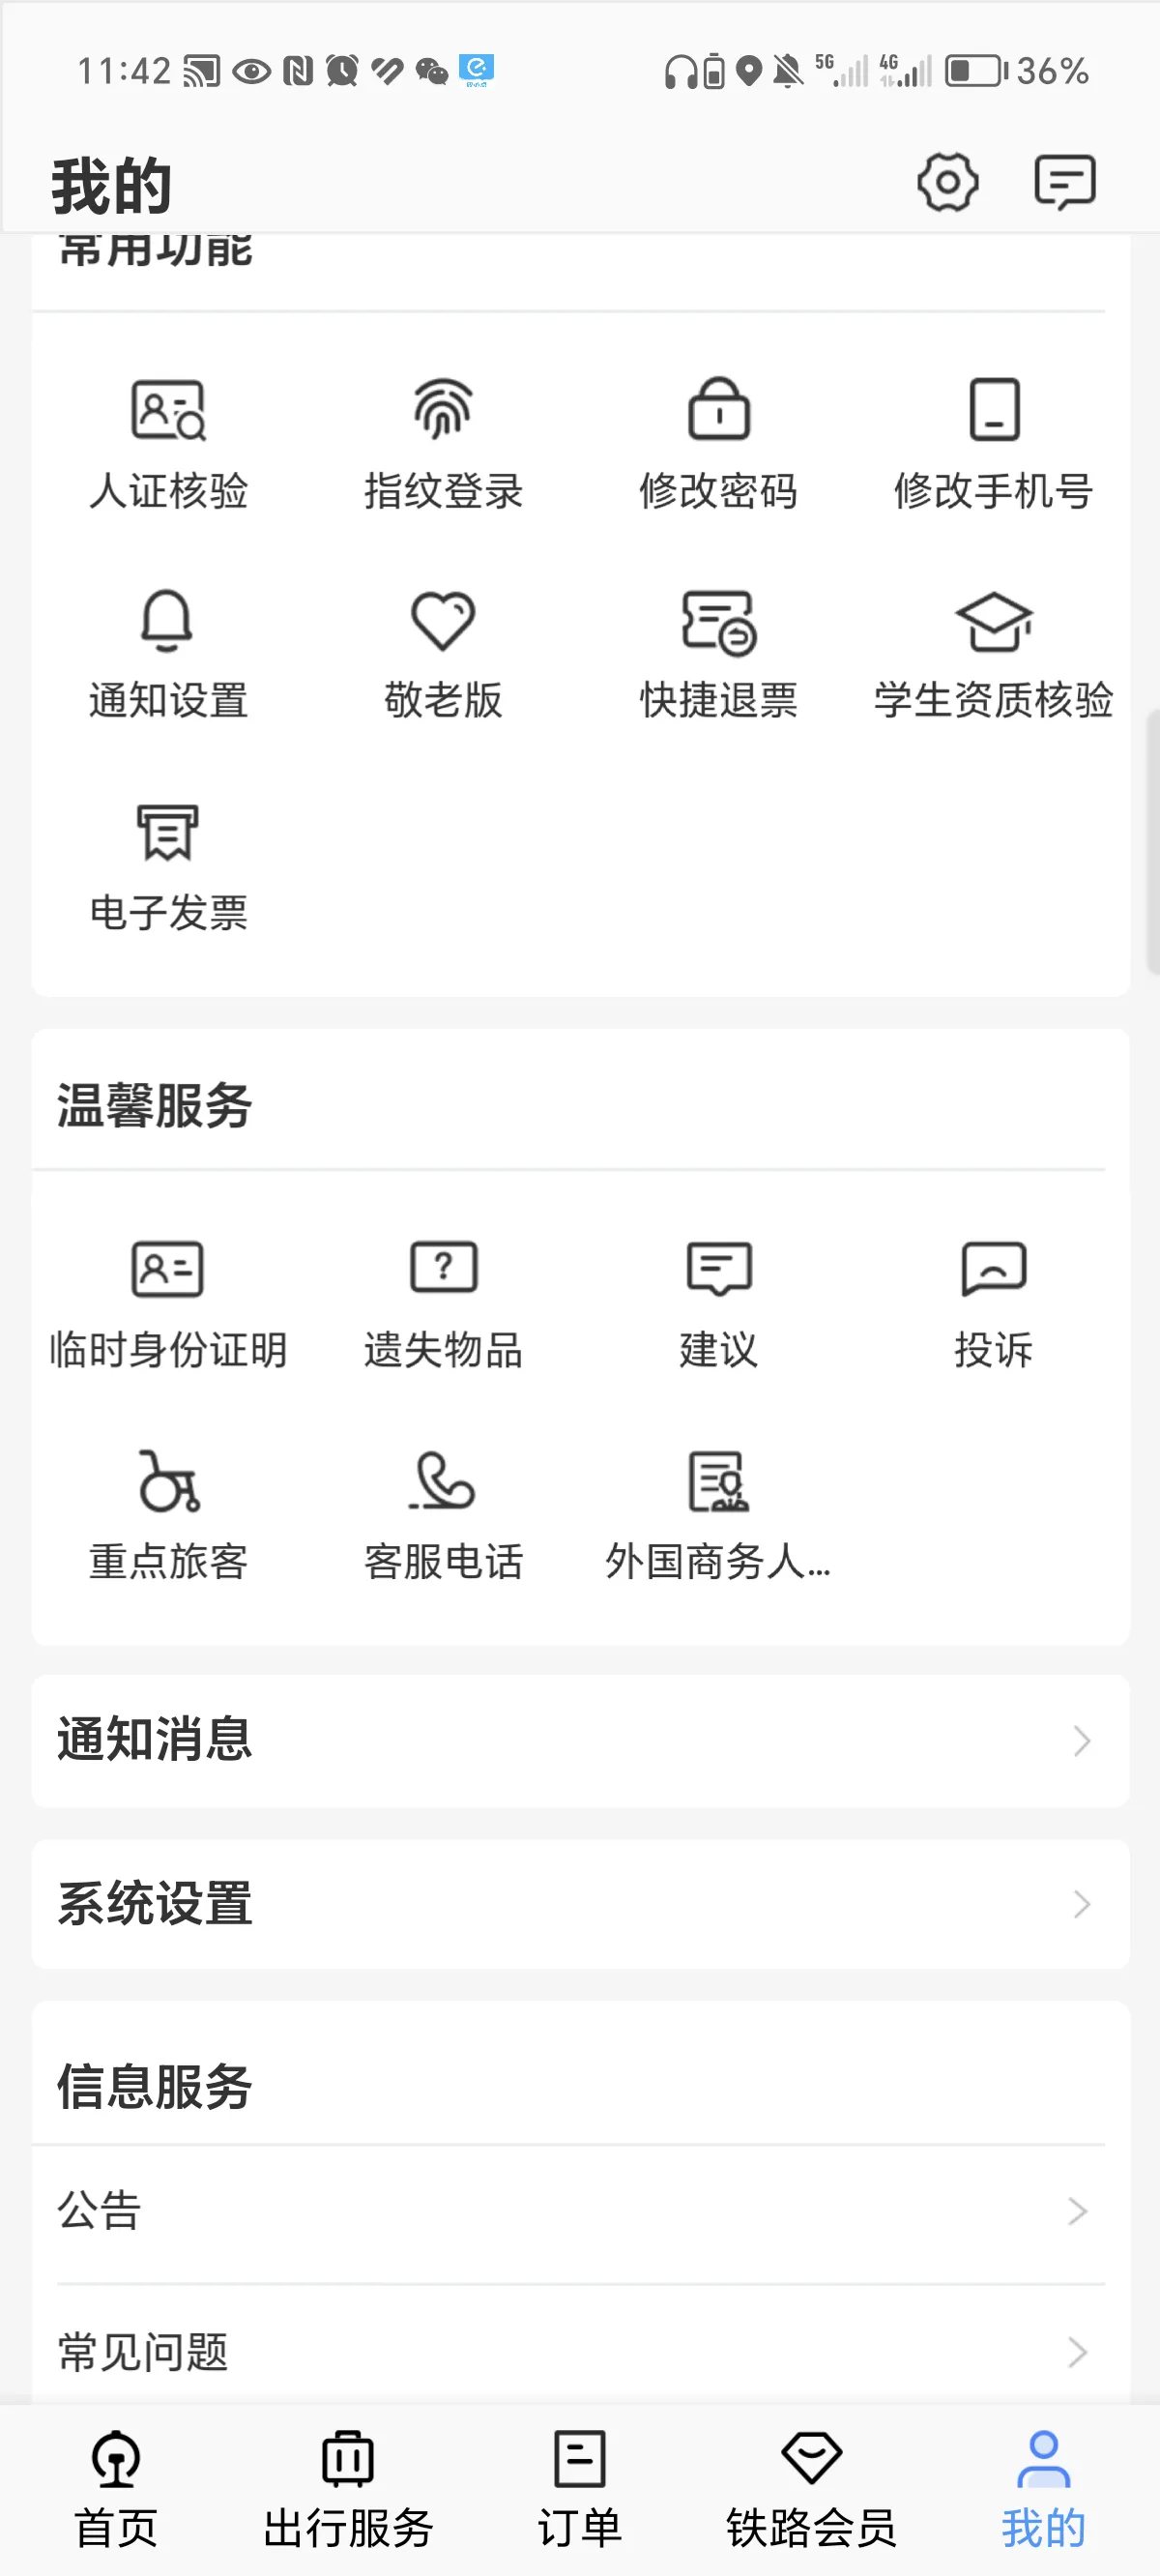 11:42 5G 4G 36%
我的
常用功能
人证核验 指纹登录 修改密码 修改手机号
通知设置 敬老版 快捷退票 学生资质核验
电子发票
温馨服务
临时身份证明 遗失物品 建议 投诉
重点旅客 客服电话 外国商务人...
通知消息
系统设置
信息服务
公告
常见问题
首页 出行服务 订单 铁路会员 我的